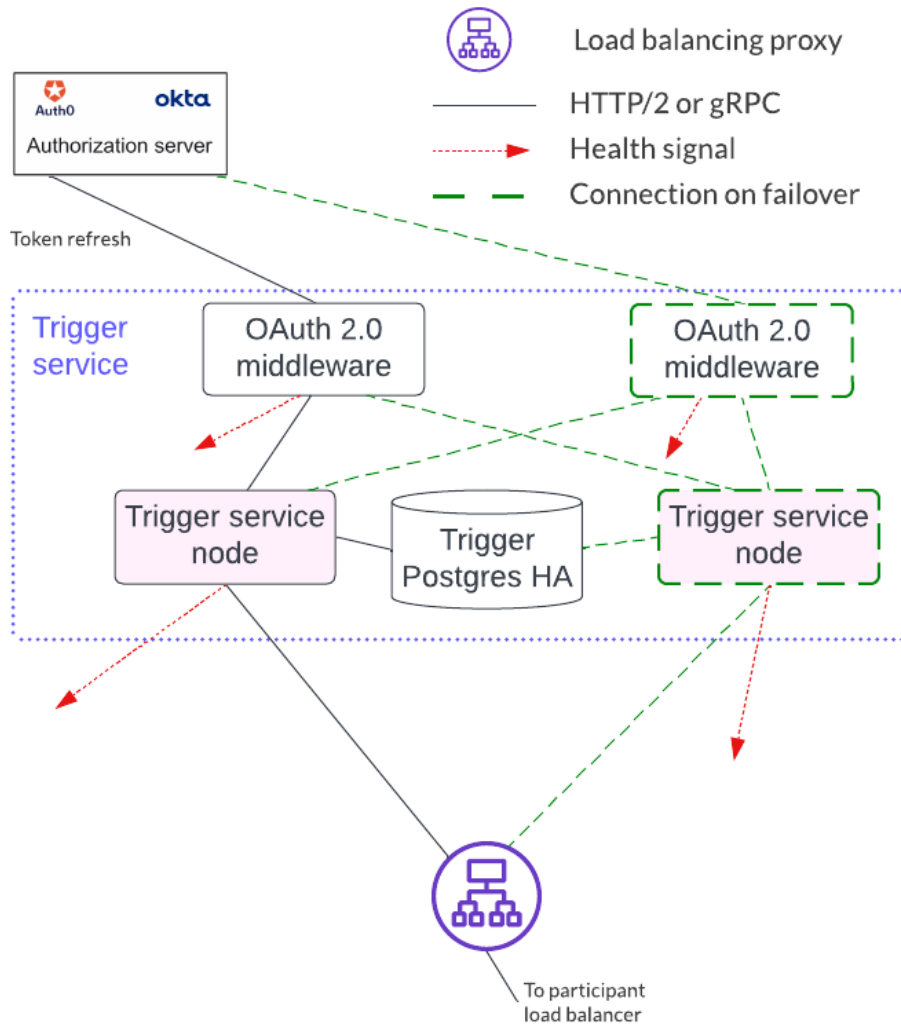 Load balancing proxy
HTTP/2 or gRPC
Health signal
Connection on failover
Auth0
okta
Authorization server
Token refresh
Trigger
service
OAuth 2.0
middleware
OAuth 2.0
middleware
Trigger service
node
Trigger
Postgres HA
Trigger service
node
To participant
load balancer